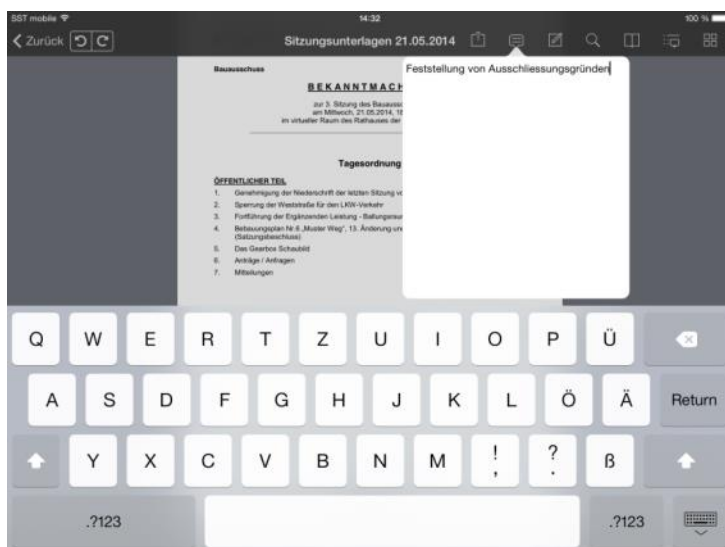 SST mobile 14:32 100 %
Zurück Sitzungsunterlagen 21.05.2014
Bauausschuss
Feststellung von Ausschliessungsgründen
BEKANNTMACH
zur 3. Sitzung des Bauaussc
am Mittwoch, 21.05.2014, 18
im virtueller Raum des Rathauses der
Tagesordnung
ÖFFENTLICHER TEIL
1. Genehmigung der Niederschrift der letzten Sitzung vo
2. Sperrung der Weststraße für den LKW-Verkehr
3. Fortführung der Ergänzenden Leistung - Ballungsraum
4. Bebauungsplan Nr.8 „Muster Weg", 13. Änderung und
(Satzungsbeschluss)
5. Das Gearbox Schaubild
6. Anträge / Anfragen
7. Mitteilungen
Q W E R T Z U I O P Ü
A S D F G H J K L Ö Ä Return
Y X C V B N M ! , ? . ß
.?123 .?123